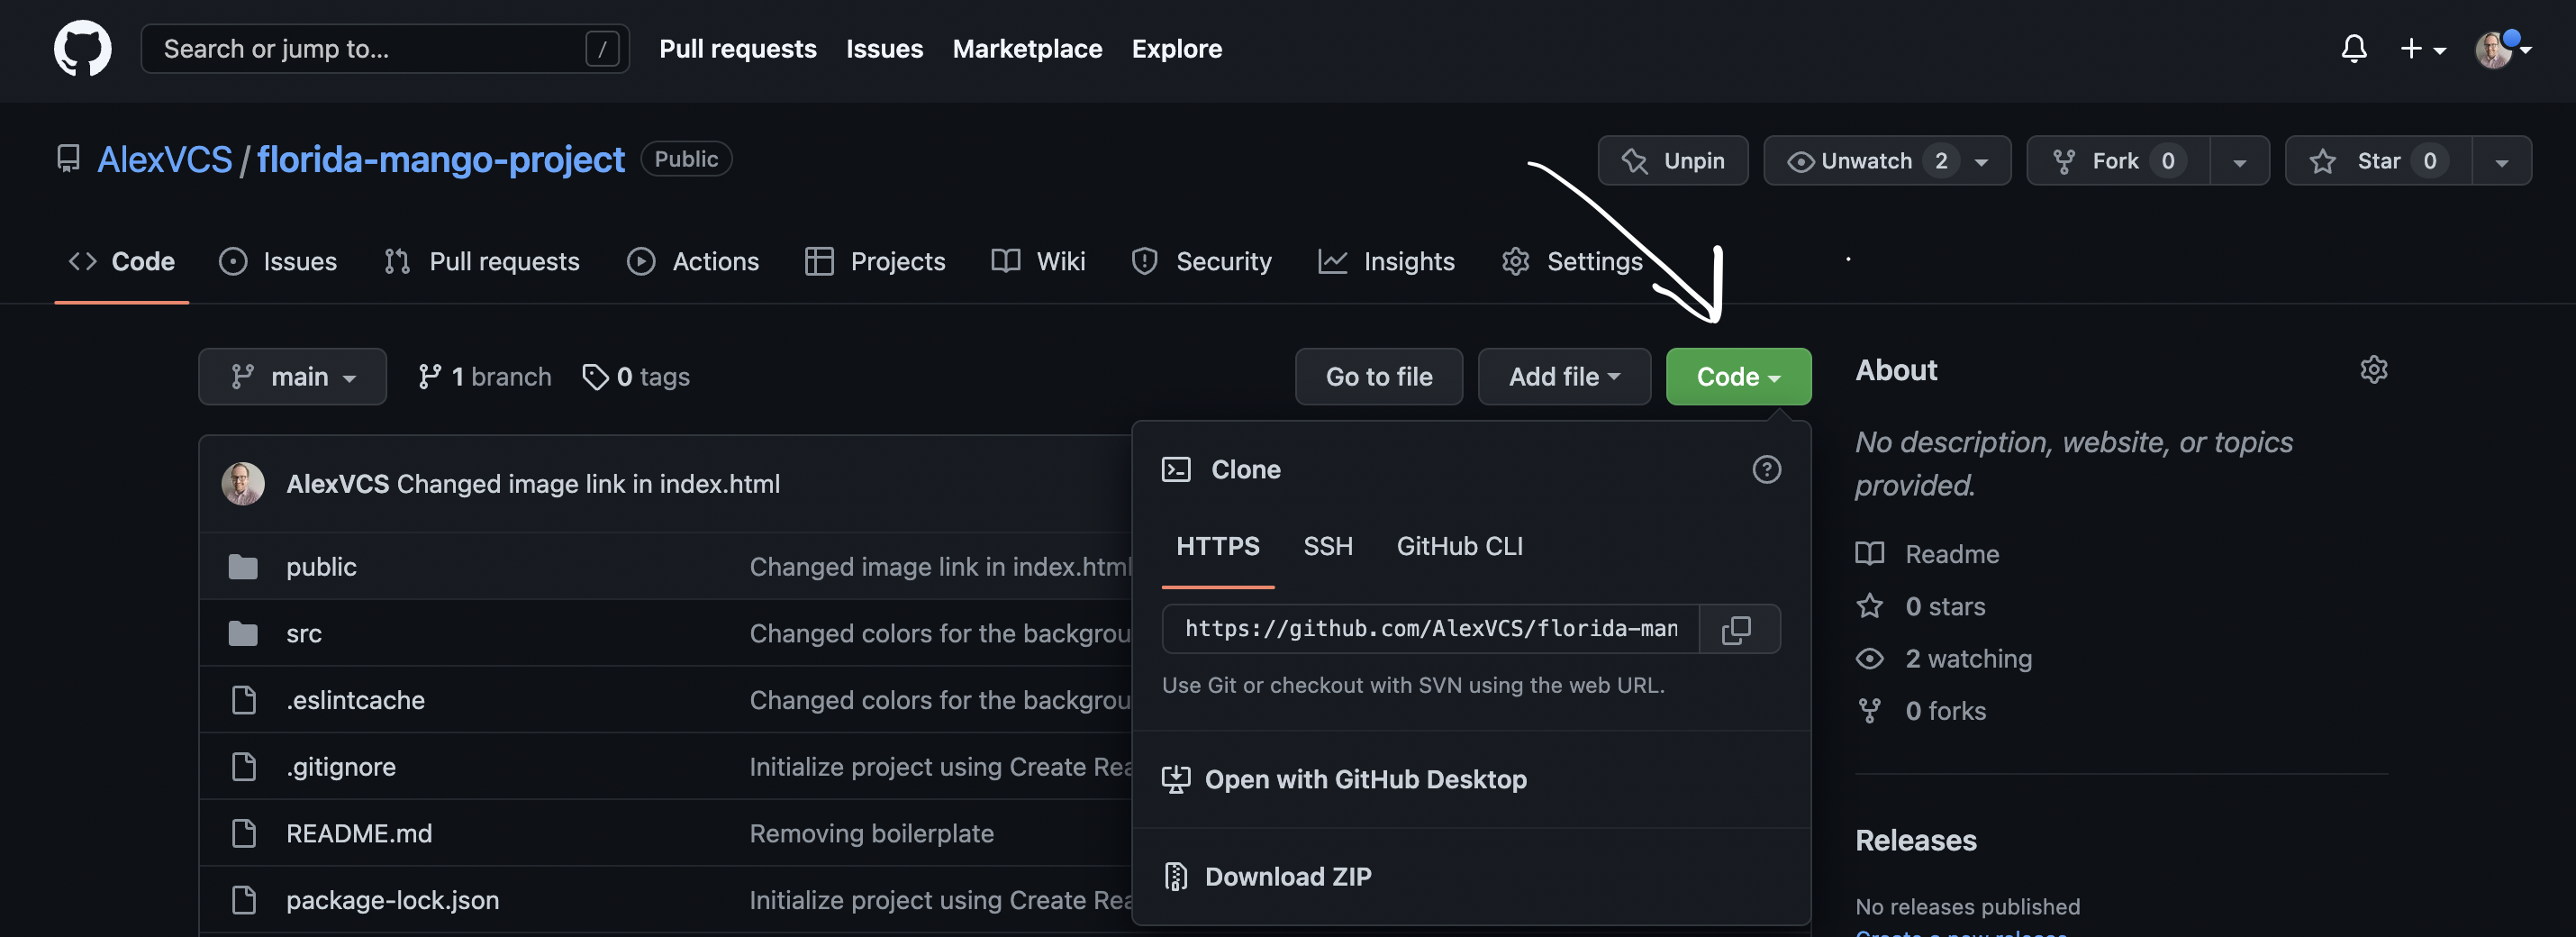 Search or jump to... / Pull requests Issues Marketplace Explore
AlexVCS / florida-mango-project Public Unpin Unwatch 2 Fork 0 Star 0
Code Issues Pull requests Actions Projects Wiki Security Insights Settings
main 1 branch 0 tags Go to file Add file Code
AlexVCS Changed image link in index.html
public Changed image link in index.html
src Changed colors for the backgrou
.eslintcache Changed colors for the backgrou
.gitignore Initialize project using Create Rea
README.md Removing boilerplate
package-lock.json Initialize project using Create Rea
Clone
HTTPS SSH GitHub CLI
https://github.com/AlexVCS/florida-man
Use Git or checkout with SVN using the web URL.
Open with GitHub Desktop
Download ZIP
About
No description, website, or topics
provided.
Readme
0 stars
2 watching
0 forks
Releases
No releases published
Create a new release